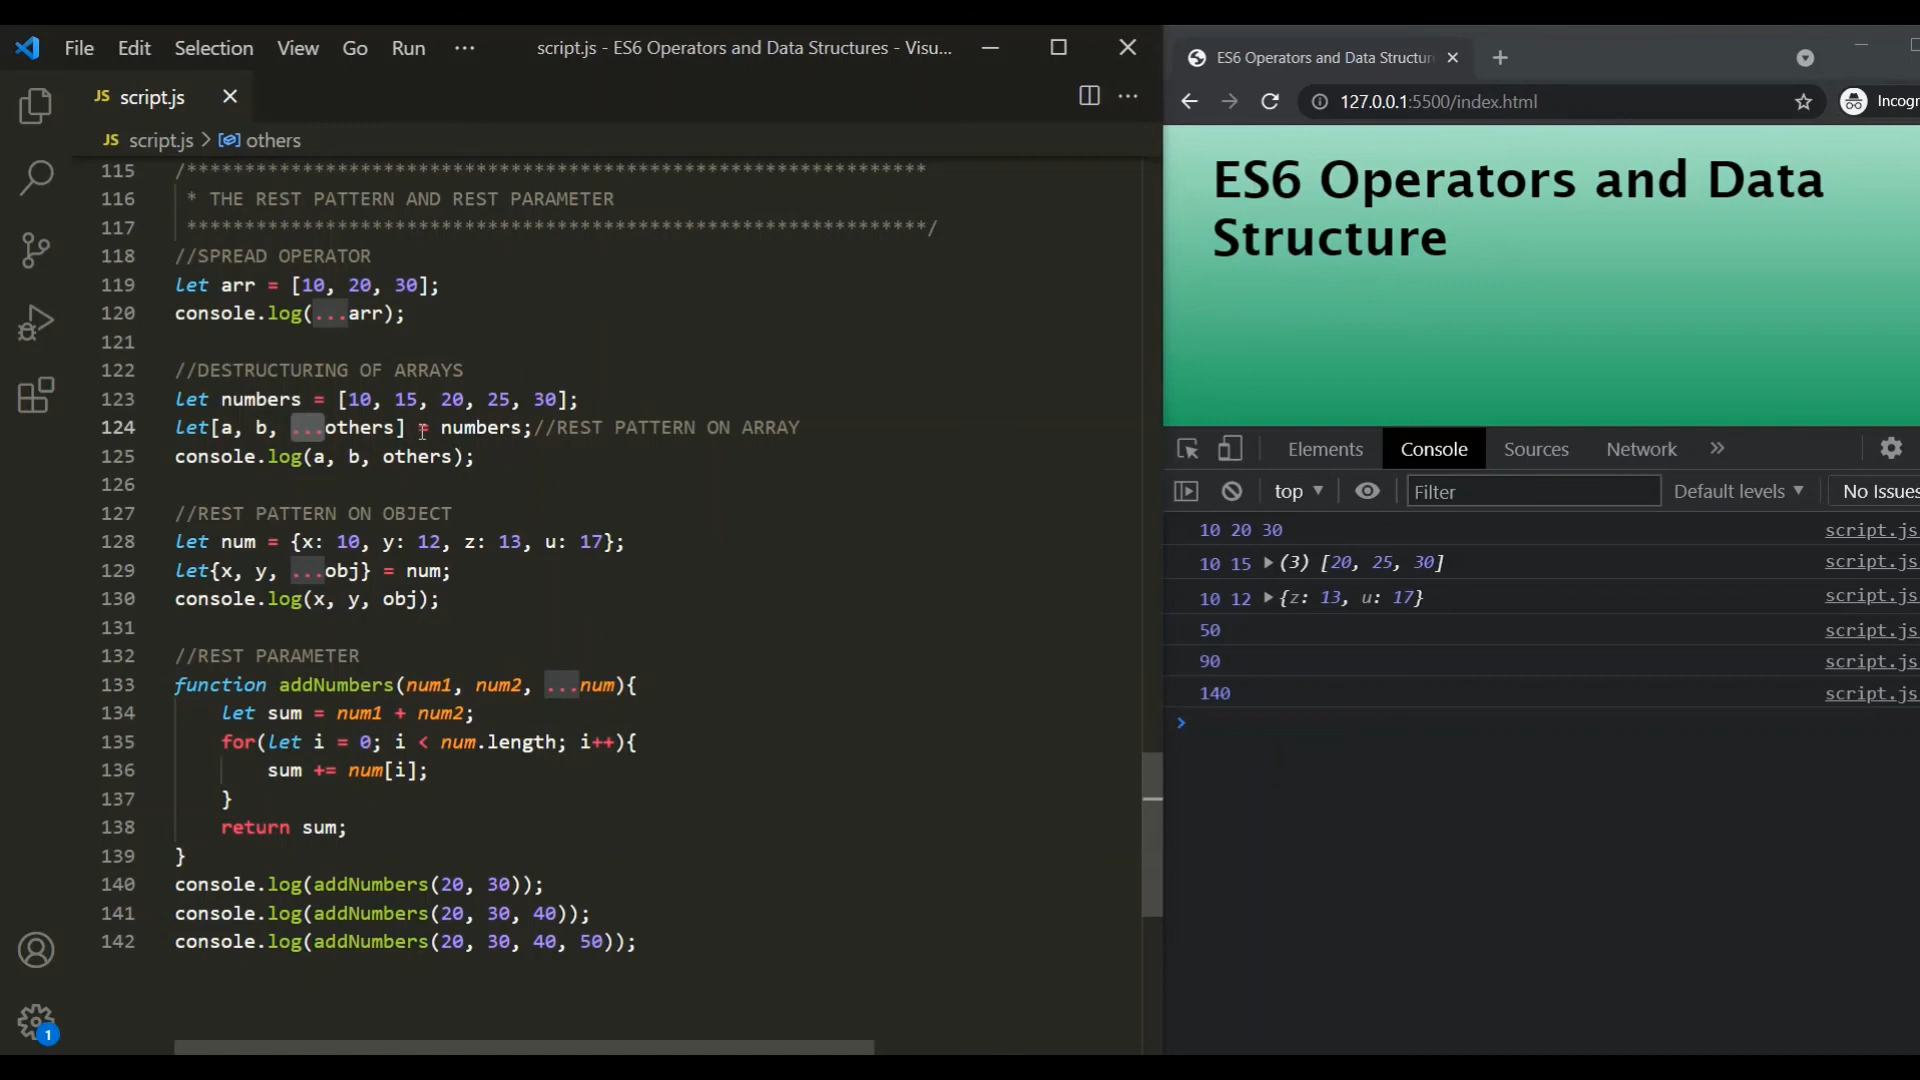 File Edit Selection View Go Run ··· script.js - ES6 Operators and Data Structures - Visu...
JS script.js
JS script.js > others
115 /****************************************************************
116 * THE REST PATTERN AND REST PARAMETER
117 ****************************************************************/
118 //SPREAD OPERATOR
119 let arr = [10, 20, 30];
120 console.log(...arr);
121
122 //DESTRUCTURING OF ARRAYS
123 let numbers = [10, 15, 20, 25, 30];
124 let[a, b, ...others] = numbers;//REST PATTERN ON ARRAY
125 console.log(a, b, others);
126
127 //REST PATTERN ON OBJECT
128 let num = {x: 10, y: 12, z: 13, u: 17};
129 let{x, y, ...obj} = num;
130 console.log(x, y, obj);
131
132 //REST PARAMETER
133 function addNumbers(num1, num2, ...num){
134 let sum = num1 + num2;
135 for(let i = 0; i < num.length; i++){
136 sum += num[i];
137 }
138 return sum;
139 }
140 console.log(addNumbers(20, 30));
141 console.log(addNumbers(20, 30, 40));
142 console.log(addNumbers(20, 30, 40, 50));
1
ES6 Operators and Data Structur
127.0.0.1:5500/index.html Incogr
ES6 Operators and Data
Structure
Elements Console Sources Network »
top Filter Default levels No Issues
10 20 30 script.js
10 15 (3) [20, 25, 30] script.js
10 12 {z: 13, u: 17} script.js
50 script.js
90 script.js
140 script.js
>